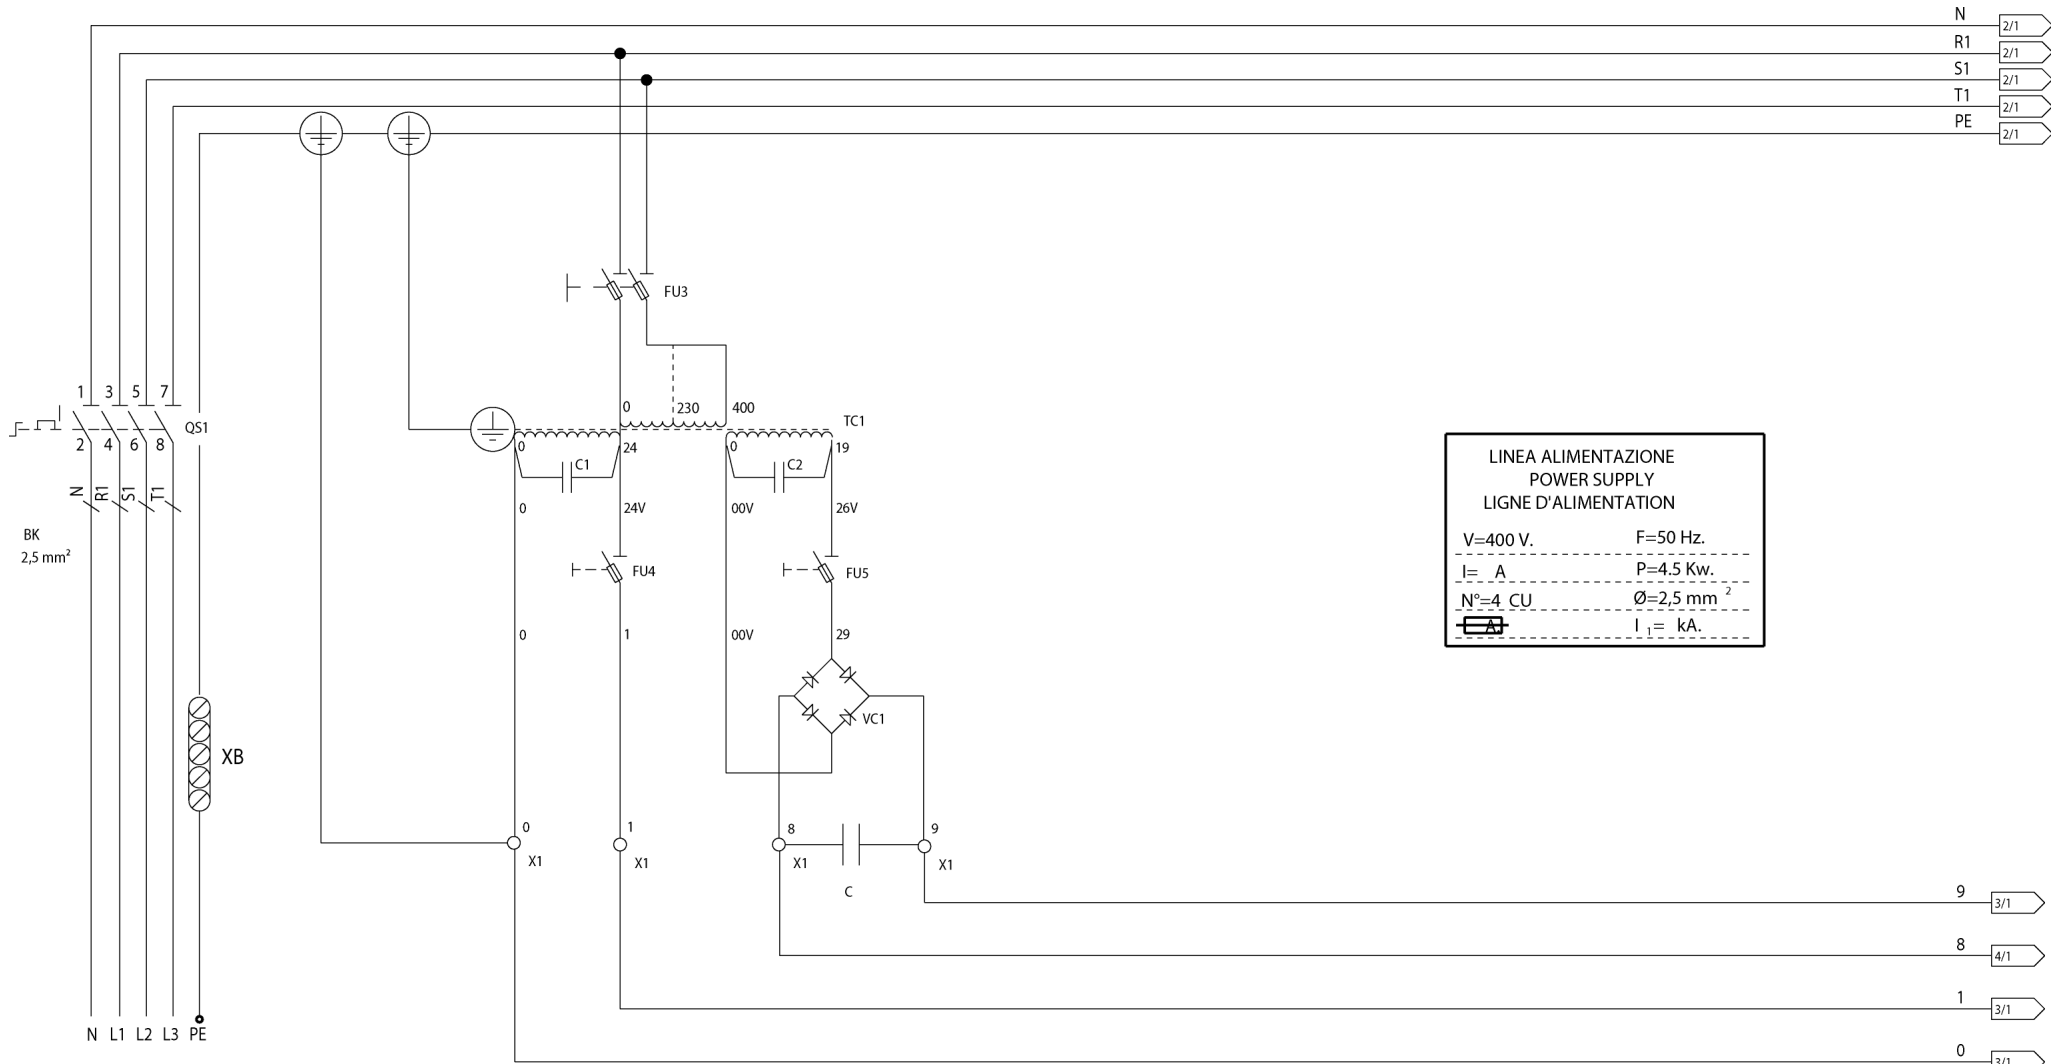 N
2/1
R1
2/1
S1
2/1
T1
2/1
PE
2/1
FU3
1 3 5 7
0 230 400
TC1
QS1
2 4 6 8
0 24 0 19
C1 C2
N R1 S1 T1
0 24V 00V 26V
BK
2,5 mm²
FU4 FU5
0 1 00V 29
VC1
XB
0 1 8 9
X1 X1 X1 X1
C
LINEA ALIMENTAZIONE
POWER SUPPLY
LIGNE D'ALIMENTATION
V=400 V. F=50 Hz.
I= A P=4.5 Kw.
N°=4 CU Ø=2,5 mm ²
A. I ₁= kA.
9
3/1
8
4/1
1
3/1
0
3/1
N L1 L2 L3 PE